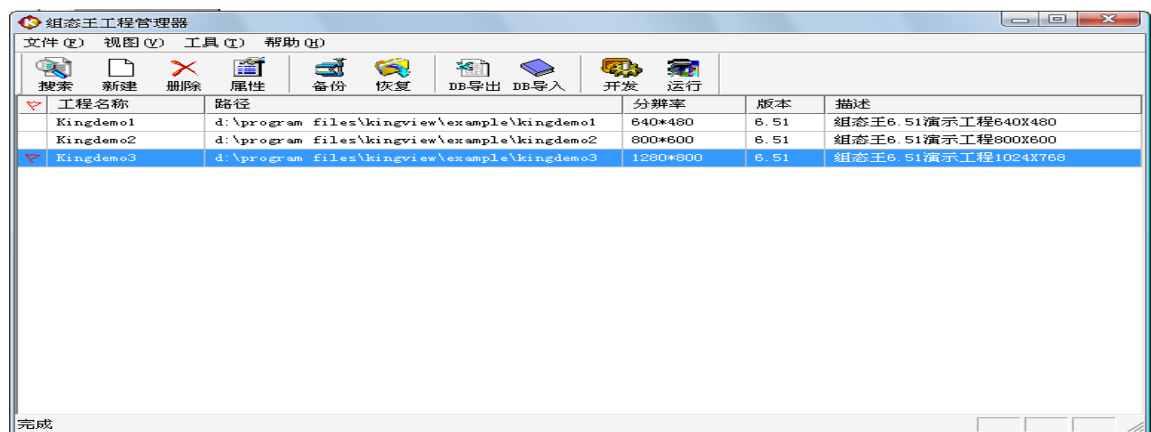 组态王工程管理器
文件(F) 视图(V) 工具(T) 帮助(H)
搜索 新建 删除 属性 备份 恢复 DB导出 DB导入 开发 运行
工程名称 路径 分辨率 版本 描述
Kingdemo1 d:\program files\kingview\example\kingdemo1 640*480 6.51 组态王6.51演示工程640X480
Kingdemo2 d:\program files\kingview\example\kingdemo2 800*600 6.51 组态王6.51演示工程800X600
Kingdemo3 d:\program files\kingview\example\kingdemo3 1280*800 6.51 组态王6.51演示工程1024X768
完成